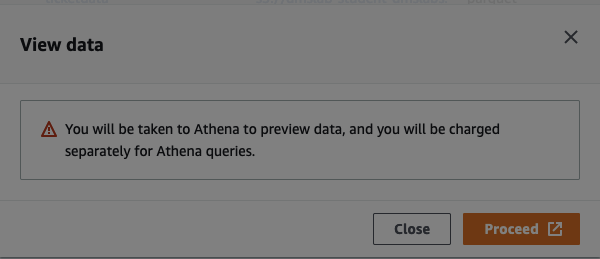 View data
You will be taken to Athena to preview data, and you will be charged
separately for Athena queries.
Close
Proceed